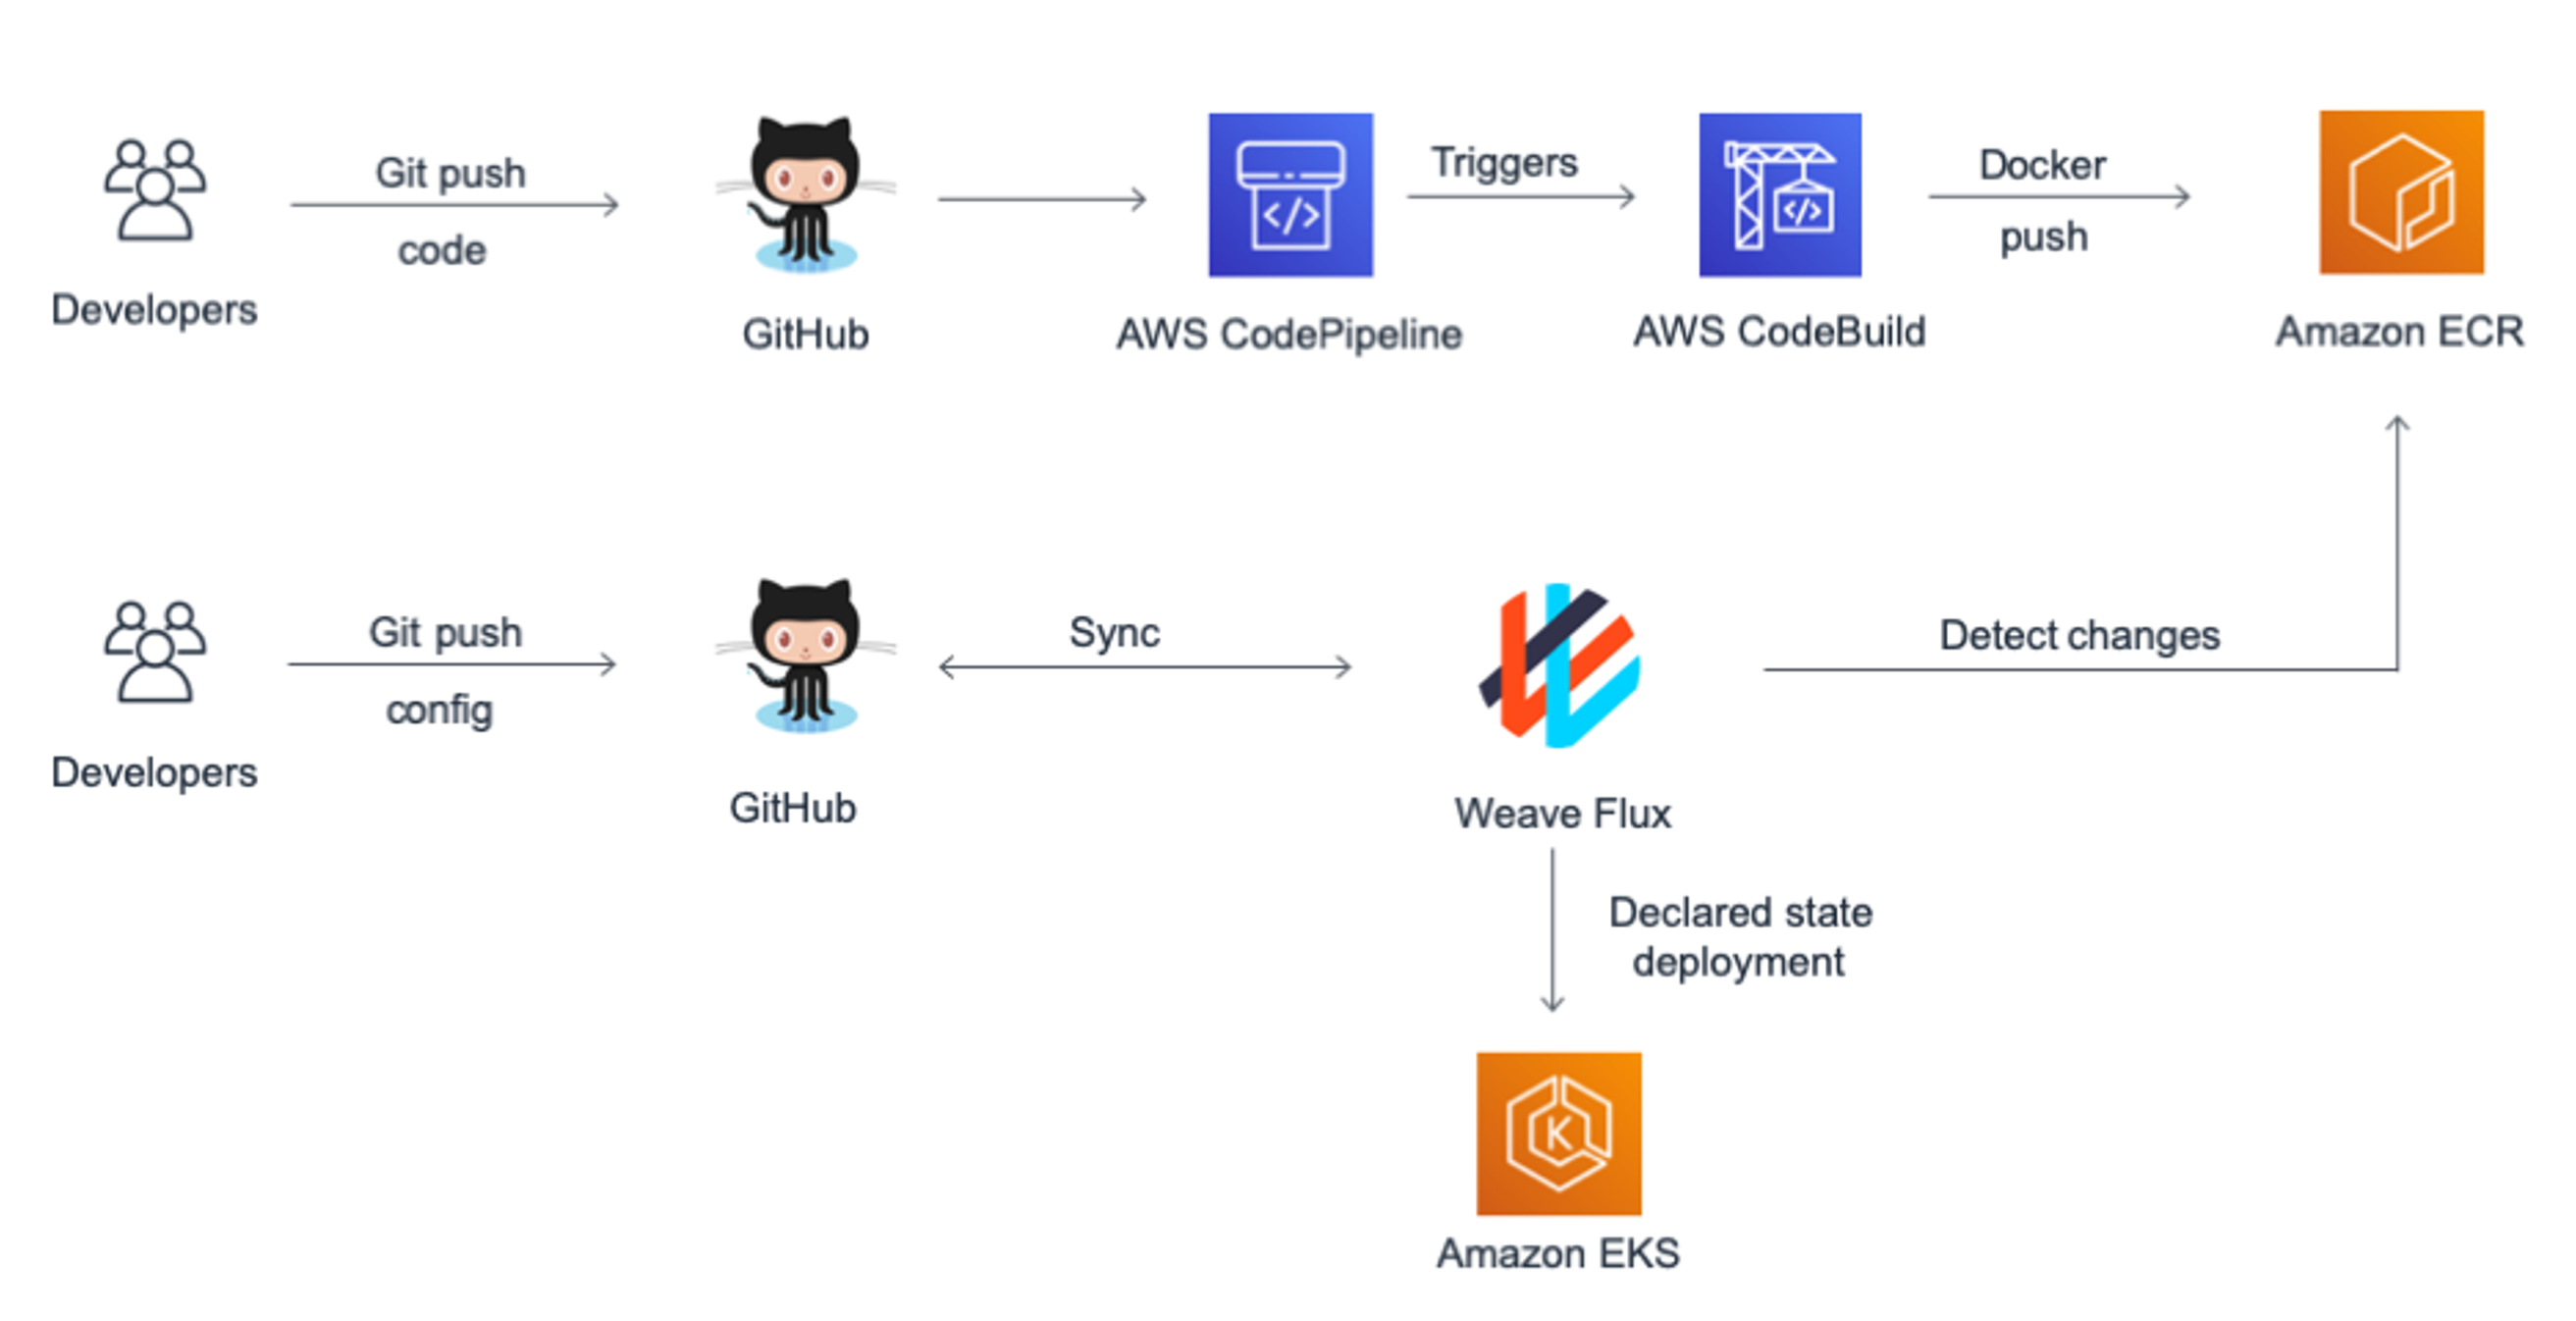 Git push
code
Developers
GitHub
AWS CodePipeline
Triggers
AWS CodeBuild
Docker
push
Amazon ECR
Git push
config
Developers
GitHub
Sync
Weave Flux
Detect changes
Declared state
deployment
K
Amazon EKS